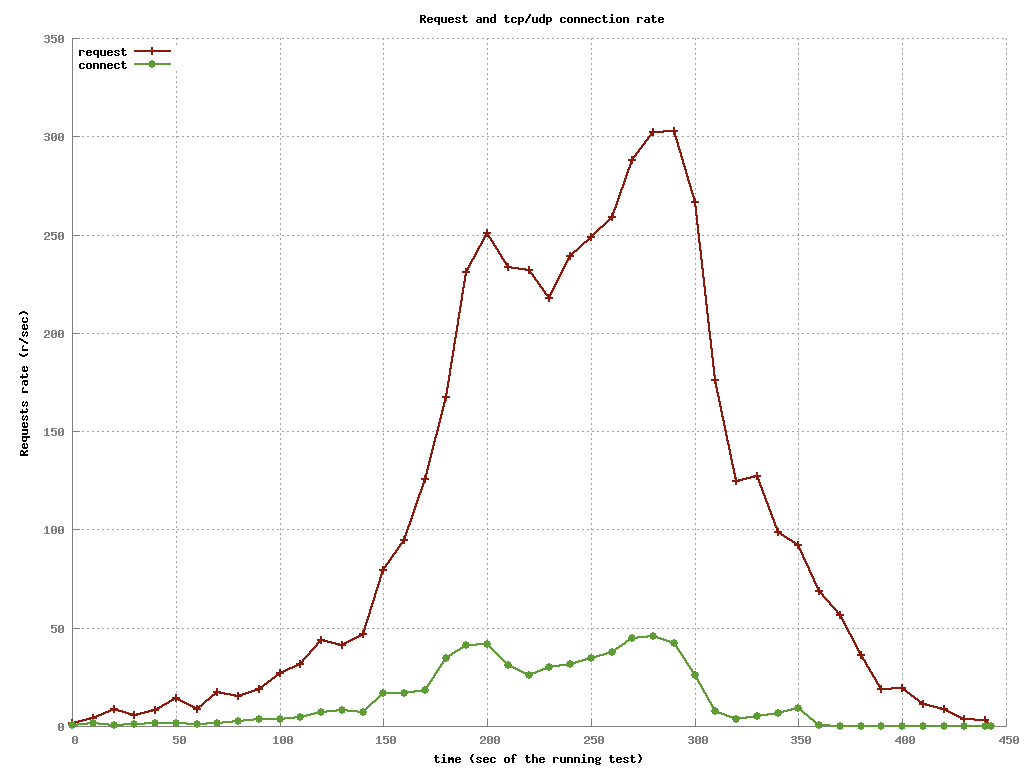 Request and tcp/udp connection rate
350
300
250
200
150
100
50
0
request
connect
Requests rate (r/sec)
0 50 100 150 200 250 300 350 400 450
time (sec of the running test)